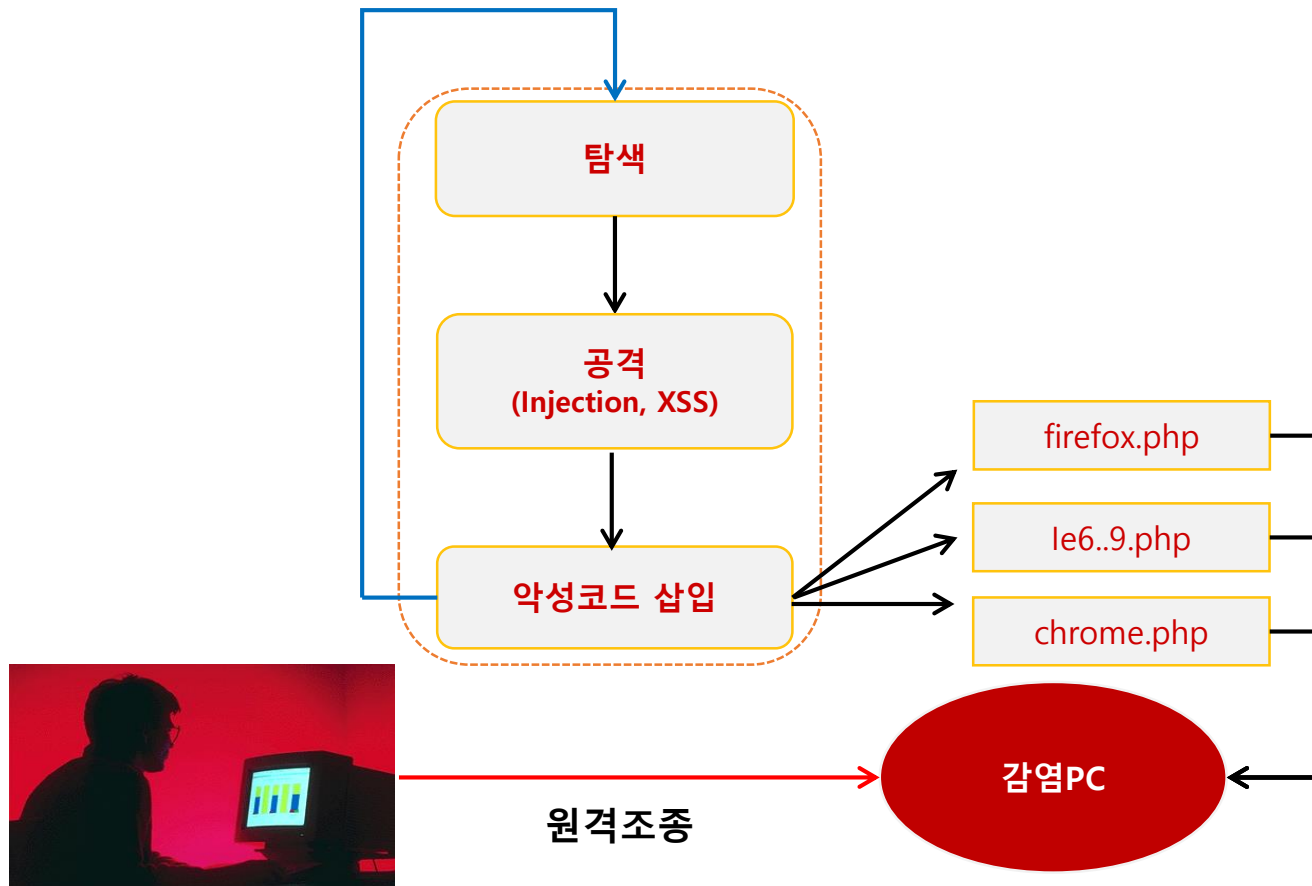 탐색
공격
(Injection, XSS)
악성코드 삽입
firefox.php
Ie6..9.php
chrome.php
감염PC
원격조종